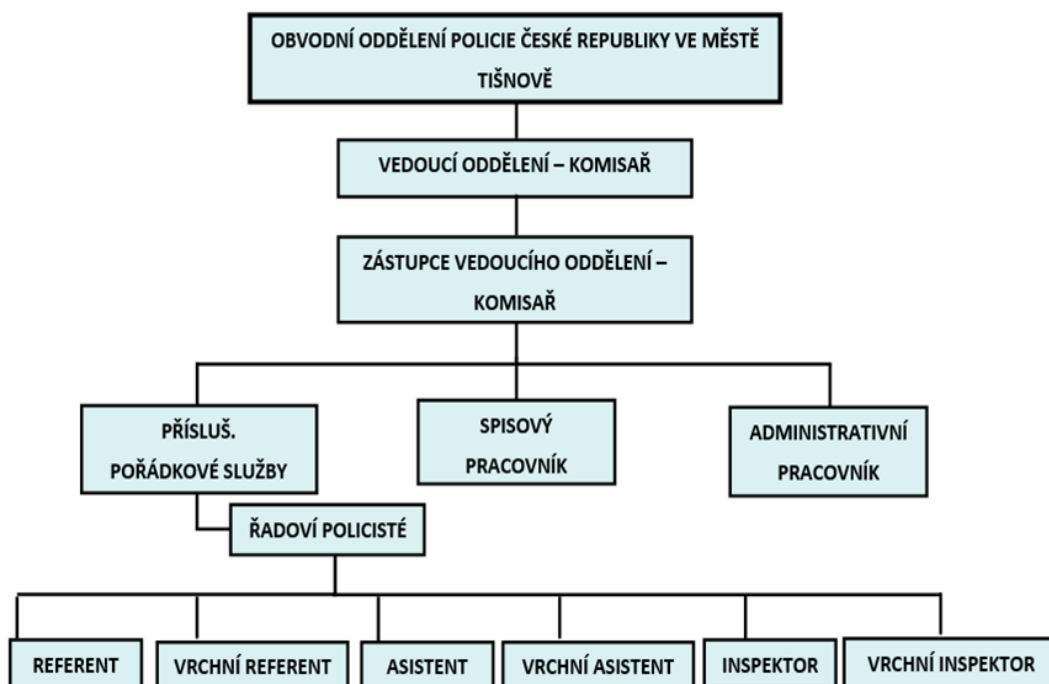 OBVODNÍ ODDĚLENÍ POLICIE ČESKÉ REPUBLIKY VE MĚSTĚ
TIŠNOVĚ
VEDOUCÍ ODDĚLENÍ – KOMISAŘ
ZÁSTUPCE VEDOUCÍHO ODDĚLENÍ –
KOMISAŘ
PŘÍSLUŠ.
POŘÁDKOVÉ SLUŽBY
SPISOVÝ
PRACOVNÍK
ADMINISTRATIVNÍ
PRACOVNÍK
ŘADOVÍ POLICISTÉ
REFERENT
VRCHNÍ REFERENT
ASISTENT
VRCHNÍ ASISTENT
INSPEKTOR
VRCHNÍ INSPEKTOR